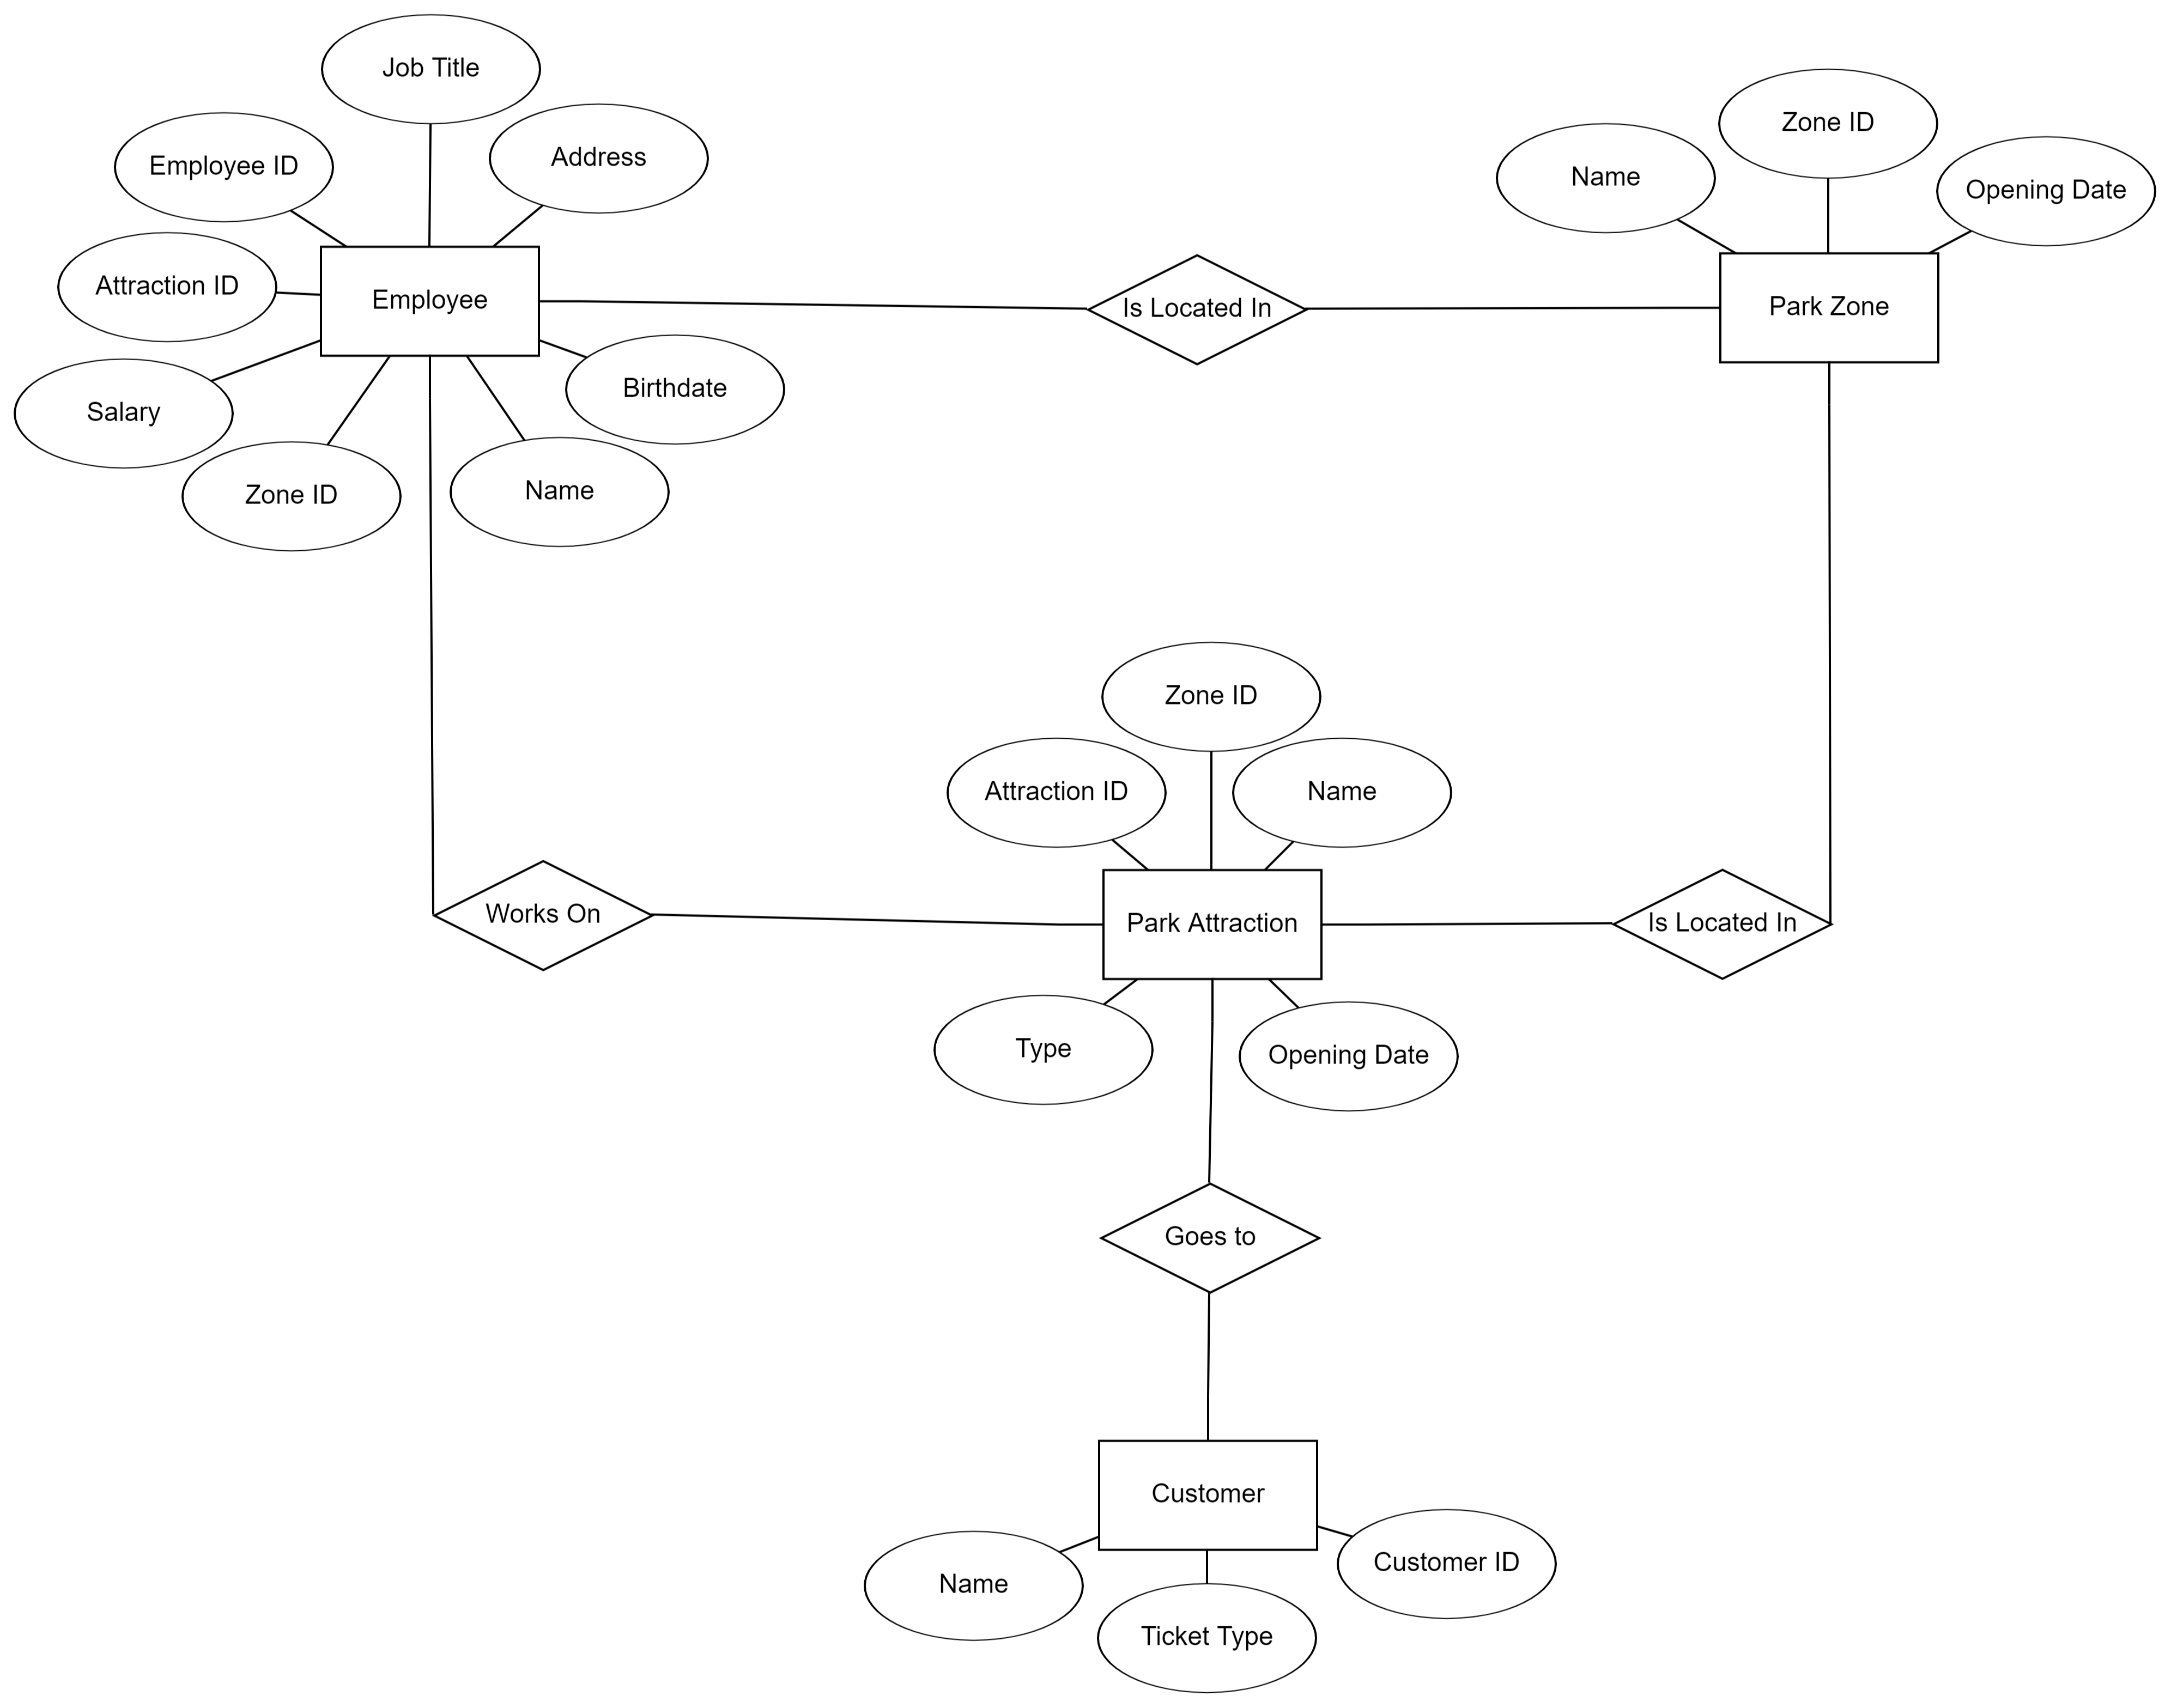 Job Title
Zone ID
Address
Employee ID
Name
Opening Date
Attraction ID
Employee
Is Located In
Park Zone
Birthdate
Salary
Zone ID
Name
Zone ID
Attraction ID
Name
Works On
Park Attraction
Is Located In
Type
Opening Date
Goes to
Customer
Customer ID
Name
Ticket Type